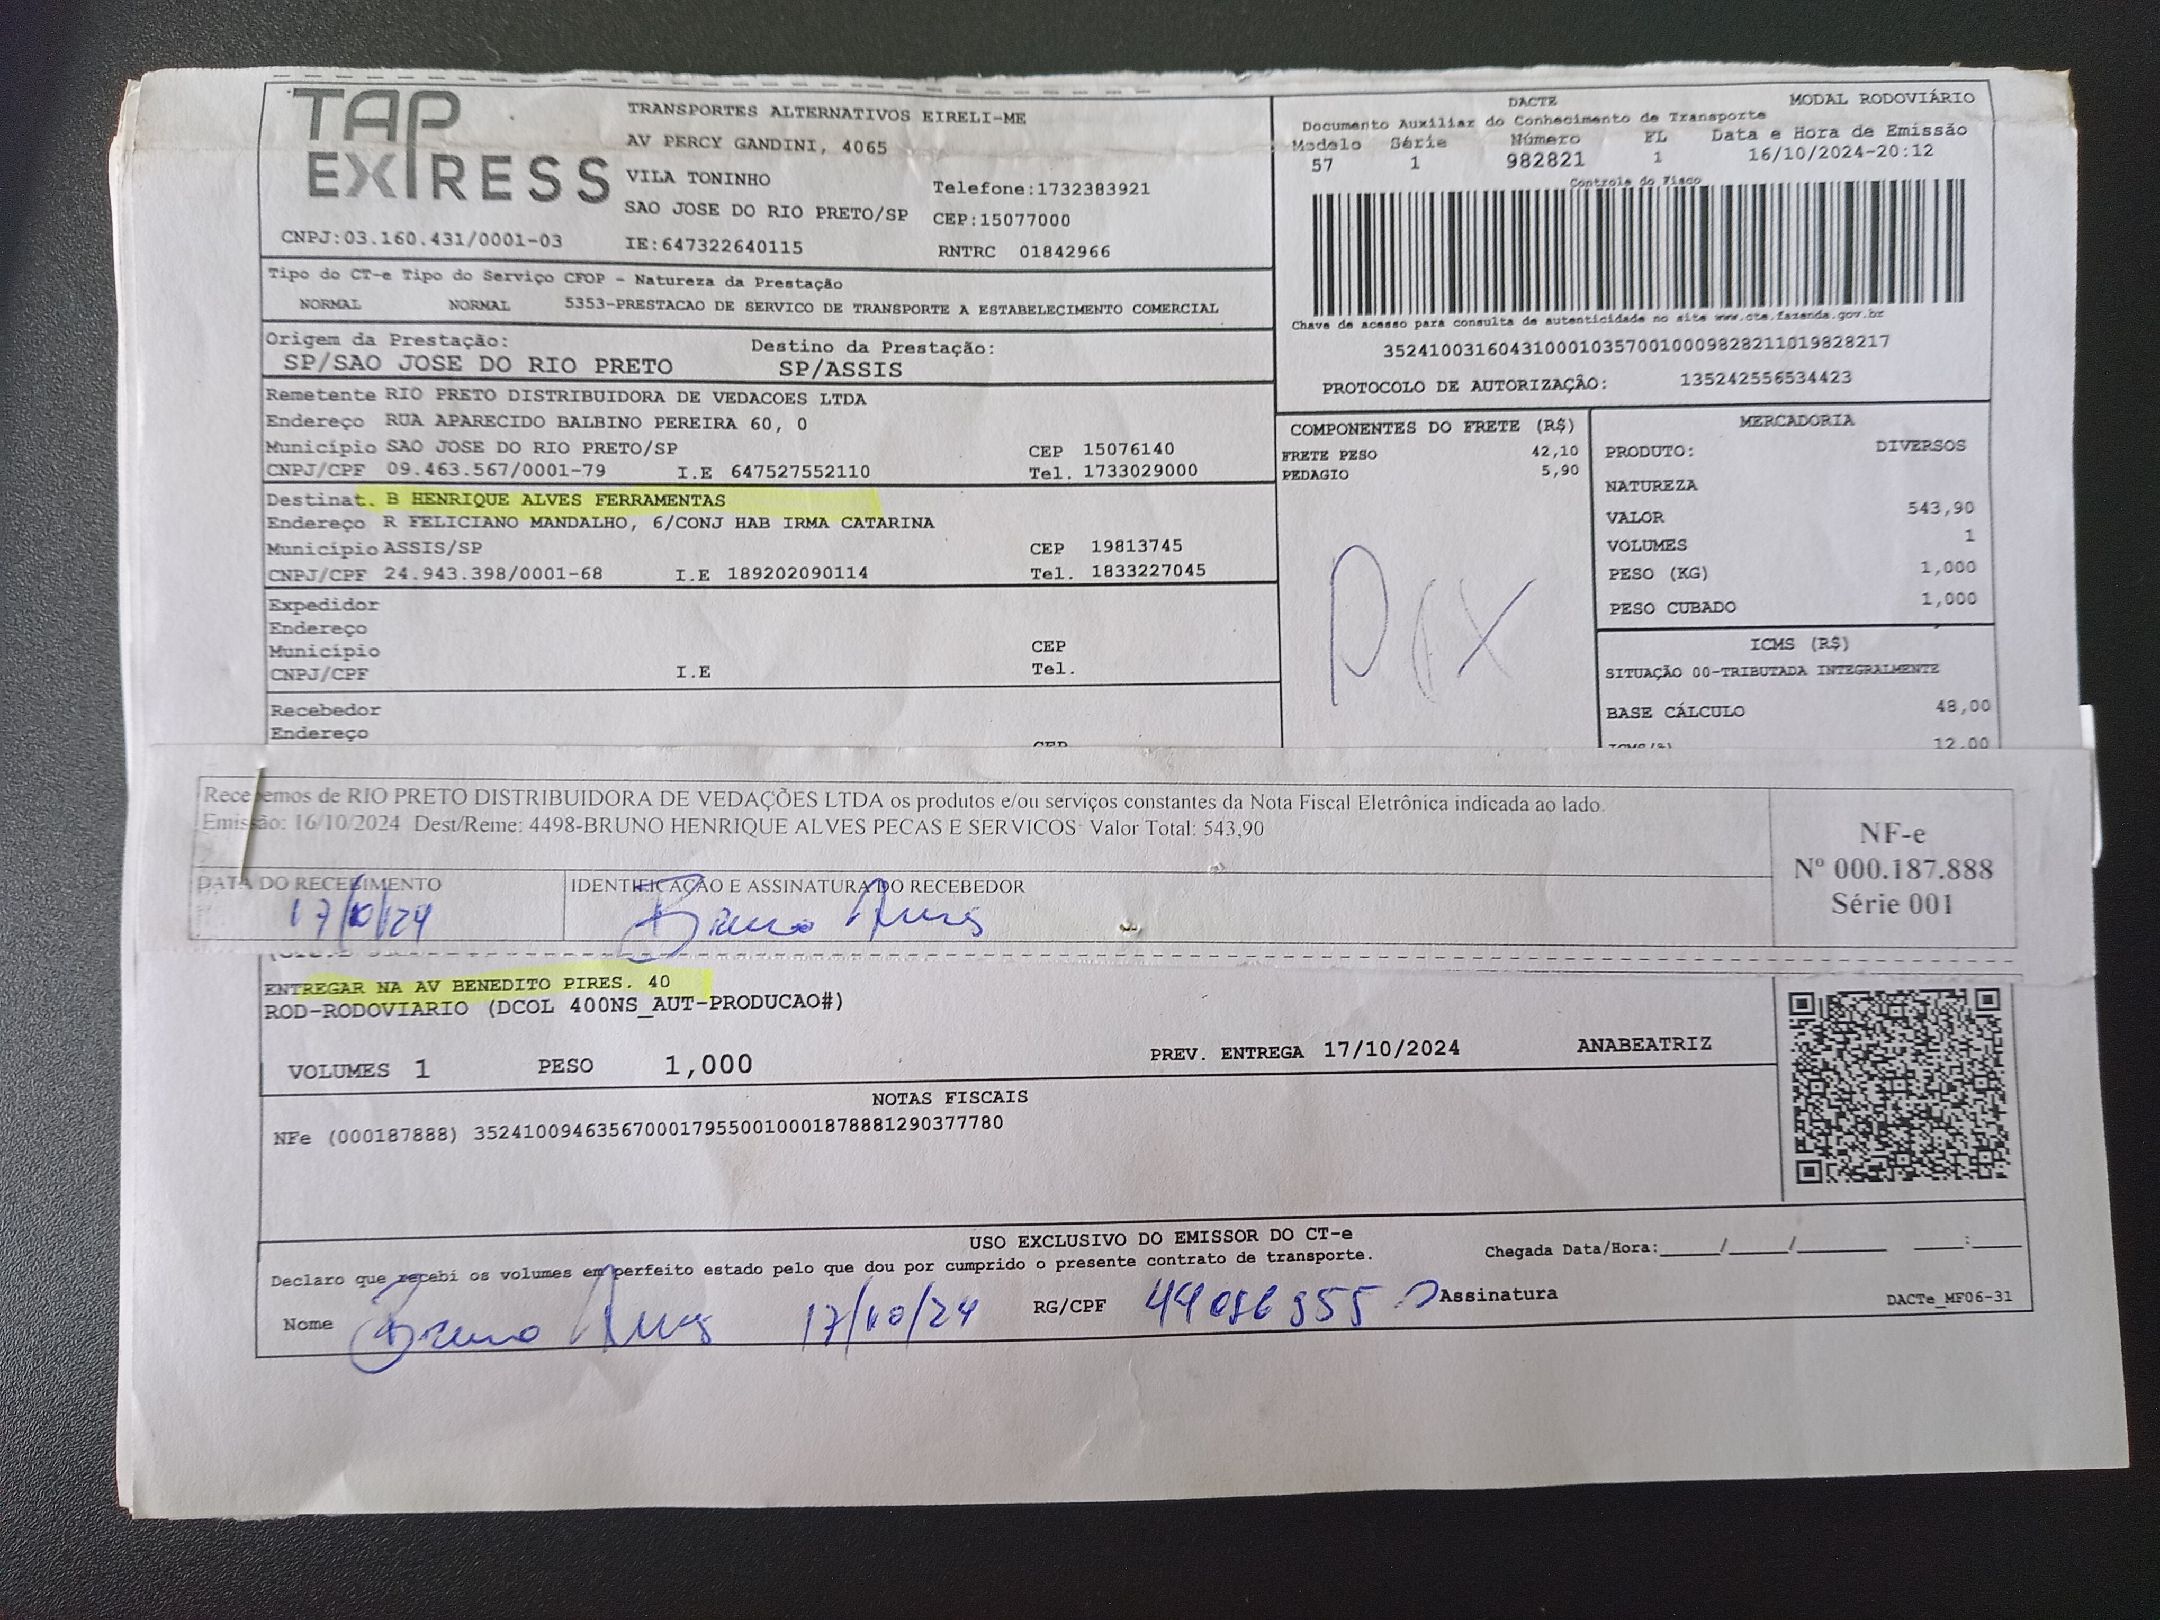 TAP EXPRESS
TRANSPORTES ALTERNATIVOS EIRELI-ME
AV PERCY GANDINI, 4065
VILA TONINHO
Telefone:1732383921
SAO JOSE DO RIO PRETO/SP CEP:15077000
CNPJ:03.160.431/0001-03 IE:647322640115 RNTRC 01842966
DACTE MODAL RODOVIÁRIO
Documento Auxiliar do Conhecimento de Transporte
Modelo Série Número FL Data e Hora de Emissão
57 1 982821 1 16/10/2024-20:12
Controle do Fisco
Chave de acesso para consulta de autenticidade no site www.cte.fazenda.gov.br
35241003160431000103570010009828211019828217
PROTOCOLO DE AUTORIZAÇÃO: 135242556534423
Tipo do CT-e Tipo do Serviço CFOP - Natureza da Prestação
NORMAL NORMAL 5353-PRESTACAO DE SERVICO DE TRANSPORTE A ESTABELECIMENTO COMERCIAL
Origem da Prestação: Destino da Prestação:
SP/SAO JOSE DO RIO PRETO SP/ASSIS
Remetente RIO PRETO DISTRIBUIDORA DE VEDACOES LTDA
Endereço RUA APARECIDO BALBINO PEREIRA 60, 0
Município SAO JOSE DO RIO PRETO/SP CEP 15076140
CNPJ/CPF 09.463.567/0001-79 I.E 647527552110 Tel. 1733029000
Destinat. B HENRIQUE ALVES FERRAMENTAS
Endereço R FELICIANO MANDALHO, 6/CONJ HAB IRMA CATARINA
Município ASSIS/SP CEP 19813745
CNPJ/CPF 24.943.398/0001-68 I.E 189202090114 Tel. 1833227045
Expedidor
Endereço
Município CEP
CNPJ/CPF I.E Tel.
Recebedor
Endereço
CEP
COMPONENTES DO FRETE (R$)
FRETE PESO 42,10
PEDAGIO 5,90
PIX
MERCADORIA
PRODUTO: DIVERSOS
NATUREZA
VALOR 543,90
VOLUMES 1
PESO (KG) 1,000
PESO CUBADO 1,000
ICMS (R$)
SITUAÇÃO 00-TRIBUTADA INTEGRALMENTE
BASE CÁLCULO 48,00
ICMS(%) 12,00
Recebemos de RIO PRETO DISTRIBUIDORA DE VEDAÇÕES LTDA os produtos e/ou serviços constantes da Nota Fiscal Eletrônica indicada ao lado.
Emissão: 16/10/2024 Dest/Reme: 4498-BRUNO HENRIQUE ALVES PECAS E SERVICOS Valor Total: 543,90
DATA DO RECEBIMENTO IDENTIFICAÇÃO E ASSINATURA DO RECEBEDOR
17/10/24 Bruno Alves
NF-e
Nº 000.187.888
Série 001
ENTREGAR NA AV BENEDITO PIRES. 40
ROD-RODOVIARIO (DCOL 400NS_AUT-PRODUCAO#)
VOLUMES 1 PESO 1,000 PREV. ENTREGA 17/10/2024 ANABEATRIZ
NOTAS FISCAIS
NFe (000187888) 35241009463567000179550010001878881290377780
USO EXCLUSIVO DO EMISSOR DO CT-e
Declaro que recebi os volumes em perfeito estado pelo que dou por cumprido o presente contrato de transporte. Chegada Data/Hora:_____/_____/________ ____:____
Nome Bruno Alves 17/10/24 RG/CPF Assinatura
DACTe_MF06-31